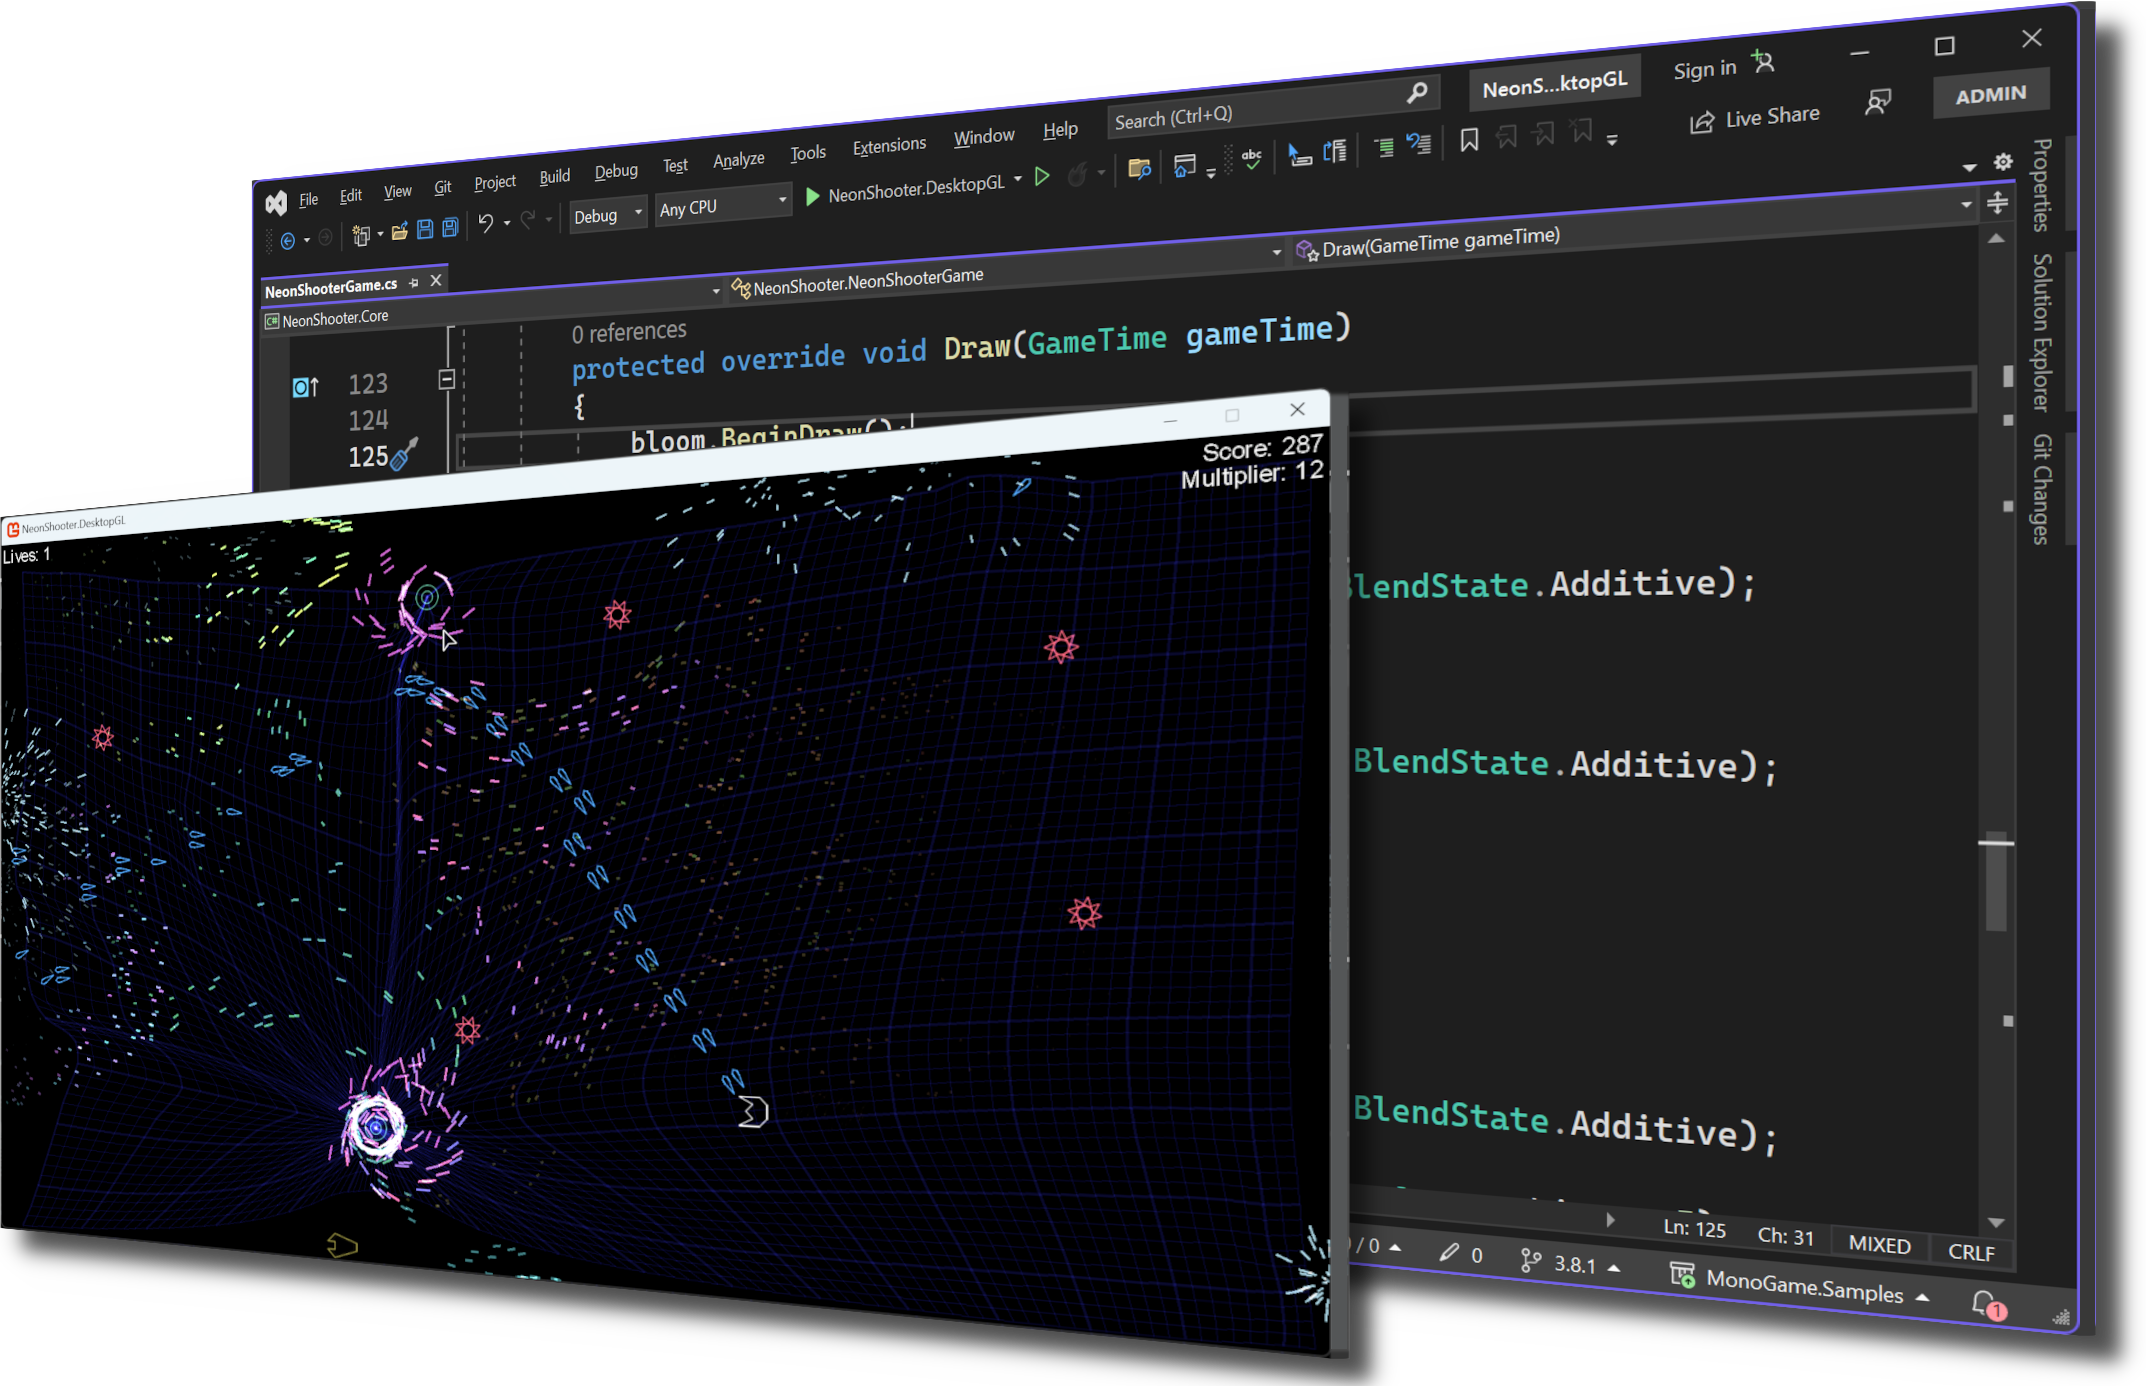 File Edit View Git Project Build Debug Test Analyze Tools Extensions Window Help Search (Ctrl+Q) NeonS...ktopGL Sign in
Debug Any CPU NeonShooter.DesktopGL Live Share ADMIN
NeonShooterGame.cs
NeonShooter.Core NeonShooter.NeonShooterGame Draw(GameTime gameTime)
Properties
Solution Explorer
Git Changes
0 references
123 protected override void Draw(GameTime gameTime)
124 {
125 bloom.BeginDraw();
BlendState.Additive);
BlendState.Additive);
BlendState.Additive);
Ln: 125 Ch: 31 MIXED CRLF
/ 0 0 3.8.1 MonoGame.Samples 1
NeonShooter.DesktopGL
Lives: 1
Score: 287
Multiplier: 12